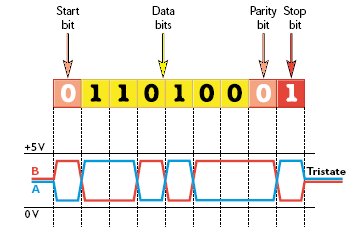 Start bit
Data bits
Parity bit
Stop bit
0 1 1 0 1 0 0 0 1
+5V
B
A
Tristate
0V